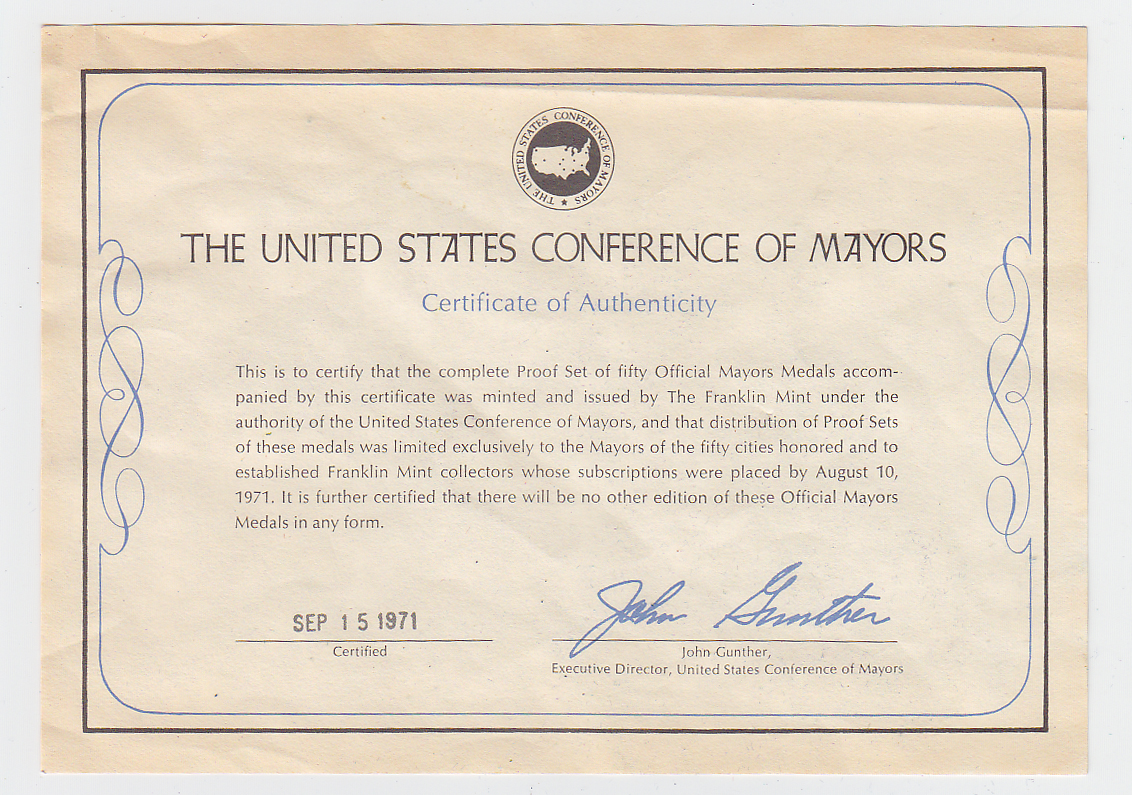 THE UNITED STATES CONFERENCE OF MAYORS ★
THE UNITED STATES CONFERENCE OF MAYORS
Certificate of Authenticity
This is to certify that the complete Proof Set of fifty Official Mayors Medals accom-
panied by this certificate was minted and issued by The Franklin Mint under the
authority of the United States Conference of Mayors, and that distribution of Proof Sets
of these medals was limited exclusively to the Mayors of the fifty cities honored and to
established Franklin Mint collectors whose subscriptions were placed by August 10,
1971. It is further certified that there will be no other edition of these Official Mayors
Medals in any form.
SEP 15 1971
John Gunther
Certified
John Gunther,
Executive Director, United States Conference of Mayors